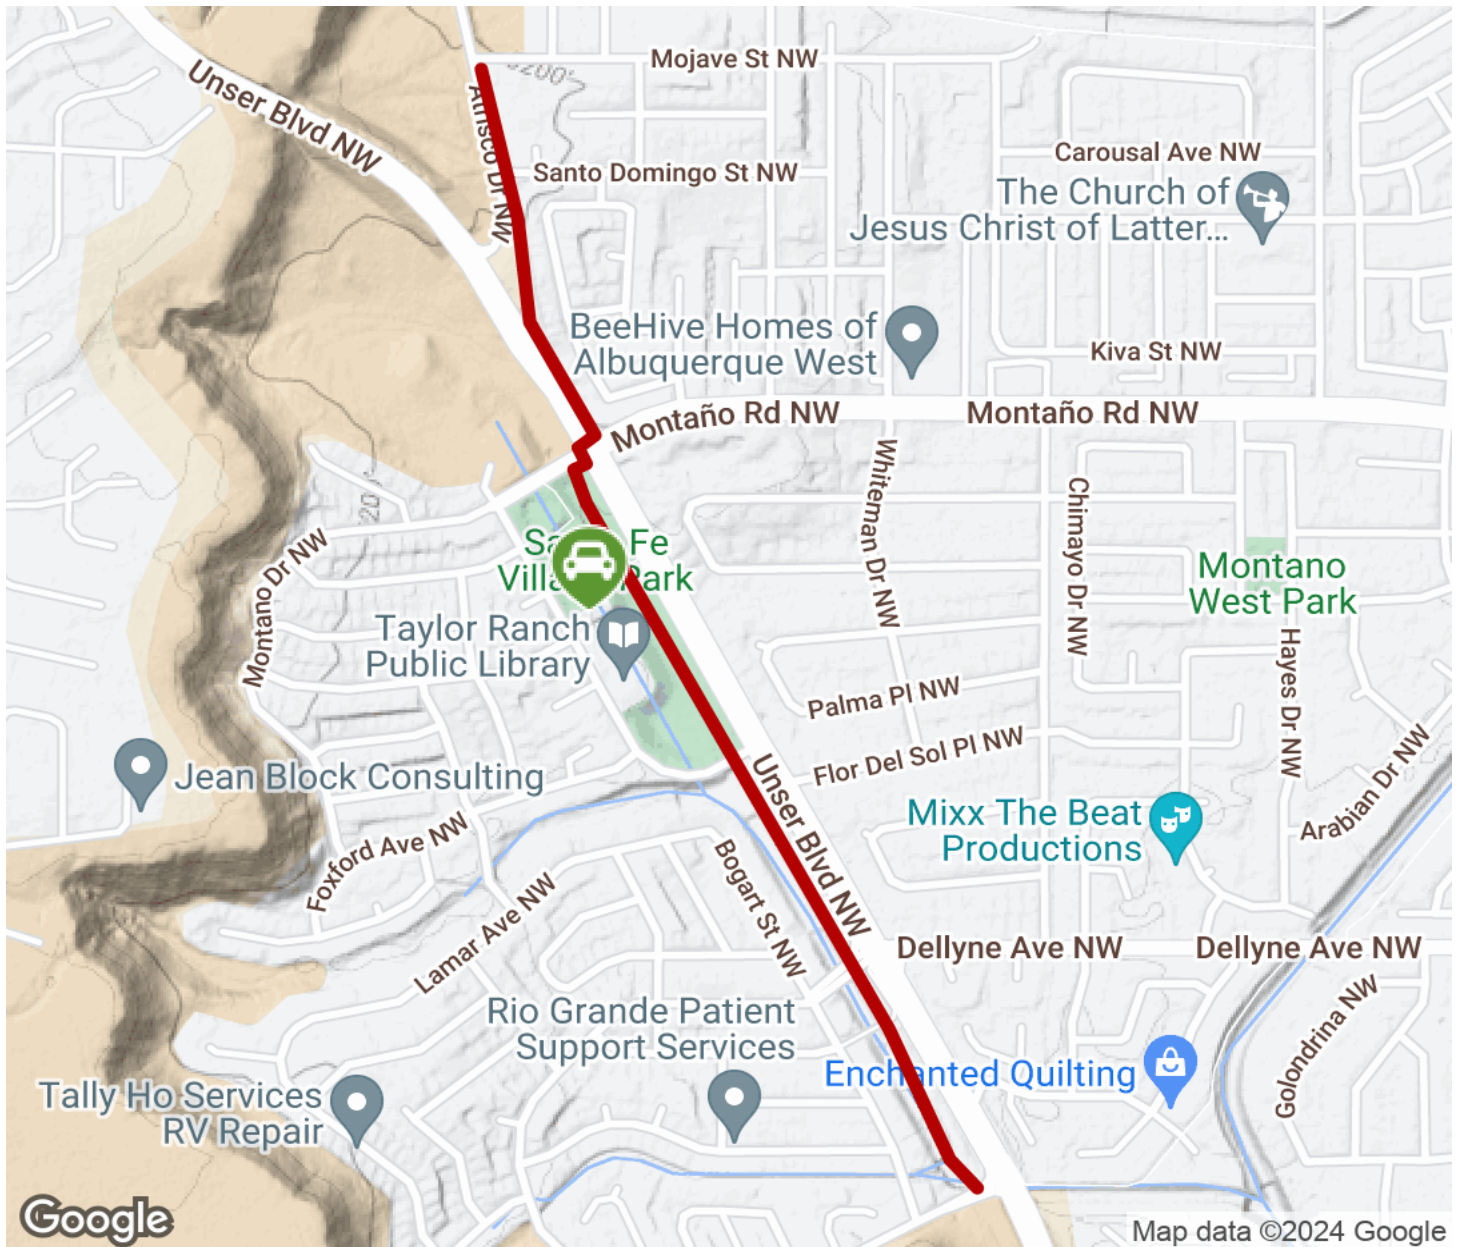 Mojave St NW
Unser Blvd NW
5200'
Atrisco Dr NW
Santo Domingo St NW
Carousal Ave NW
The Church of
Jesus Christ of Latter...
BeeHive Homes of
Albuquerque West
Kiva St NW
Montaño Rd NW
Montaño Rd NW
Whiteman Dr NW
Chimayo Dr NW
Montano Dr NW
Montano
West Park
Taylor Ranch
Public Library
Hayes Dr NW
Palma Pl NW
Flor Del Sol Pl NW
Arabian Dr NW
Jean Block Consulting
Unser Blvd NW
Mixx The Beat
Productions
Foxford Ave NW
Bogart St NW
Lamar Ave NW
Dellyne Ave NW
Dellyne Ave NW
Golondrina NW
Rio Grande Patient
Support Services
Enchanted Quilting
Tally Ho Services
RV Repair
Google
Map data ©2024 Google